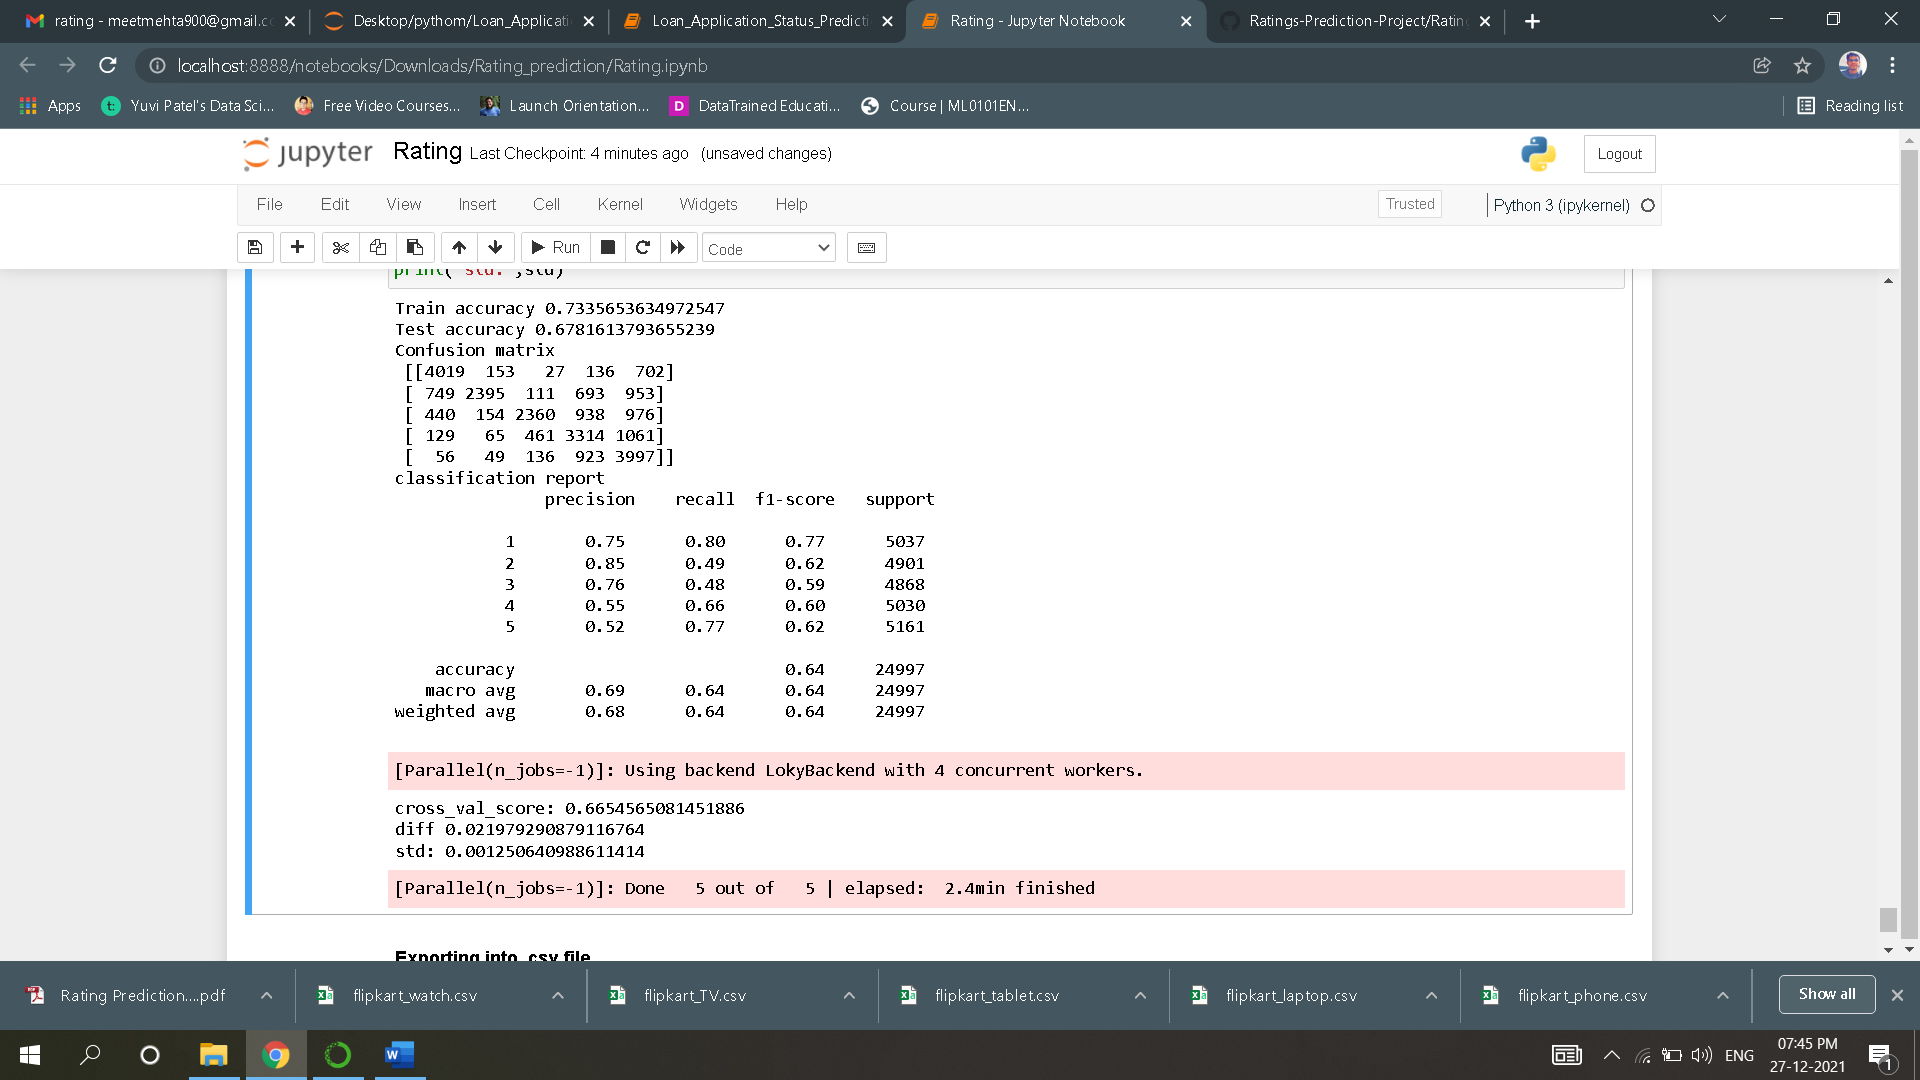 rating - meetmehta900@gmail.c
Desktop/pythom/Loan_Applicati
Loan_Application_Status_Predicti
Rating - Jupyter Notebook
Ratings-Prediction-Project/Ratin
localhost:8888/notebooks/Downloads/Rating_prediction/Rating.ipynb
Apps
Yuvi Patel's Data Sci...
Free Video Courses...
Launch Orientation...
DataTrained Educati...
Course | ML0101EN...
Reading list
jupyter Rating Last Checkpoint: 4 minutes ago (unsaved changes)
Logout
File Edit View Insert Cell Kernel Widgets Help
Trusted
Python 3 (ipykernel)
Run
Code
print("std:",std)
Train accuracy 0.7335653634972547
Test accuracy 0.6781613793655239
Confusion matrix
[[4019 153 27 136 702]
[ 749 2395 111 693 953]
[ 440 154 2360 938 976]
[ 129 65 461 3314 1061]
[ 56 49 136 923 3997]]
classification report
precision recall f1-score support
1 0.75 0.80 0.77 5037
2 0.85 0.49 0.62 4901
3 0.76 0.48 0.59 4868
4 0.55 0.66 0.60 5030
5 0.52 0.77 0.62 5161
accuracy 0.64 24997
macro avg 0.69 0.64 0.64 24997
weighted avg 0.68 0.64 0.64 24997
[Parallel(n_jobs=-1)]: Using backend LokyBackend with 4 concurrent workers.
cross_val_score: 0.6654565081451886
diff 0.021979290879116764
std: 0.001250640988611414
[Parallel(n_jobs=-1)]: Done 5 out of 5 | elapsed: 2.4min finished
Exporting into .csv file
Rating Prediction....pdf
flipkart_watch.csv
flipkart_TV.csv
flipkart_tablet.csv
flipkart_laptop.csv
flipkart_phone.csv
Show all
ENG
07:45 PM
27-12-2021
1